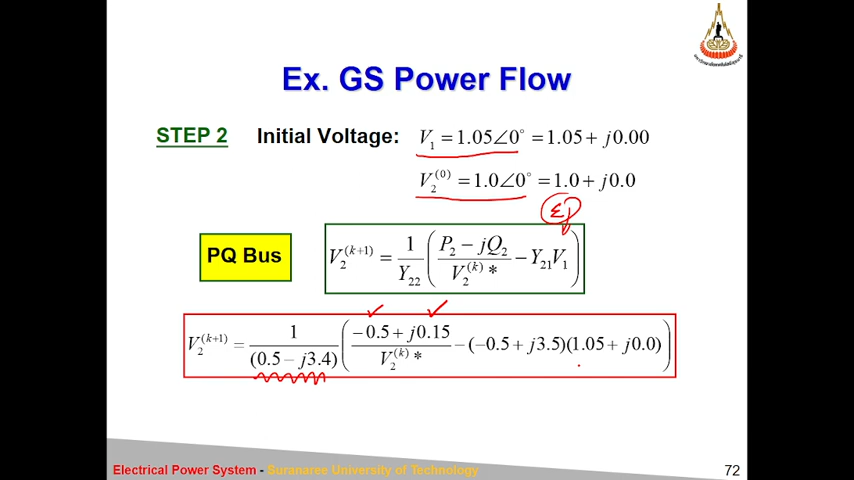 Ex. GS Power Flow
STEP 2 Initial Voltage: V₁ = 1.05∠0° = 1.05 + j0.00
V₂⁽⁰⁾ = 1.0∠0° = 1.0 + j0.0
PQ Bus V₂⁽ᵏ⁺¹⁾ = 1/Y₂₂ ( (P₂ − jQ₂)/V₂⁽ᵏ⁾* − Y₂₁V₁ )
V₂⁽ᵏ⁺¹⁾ = 1/(0.5 − j3.4) ( (−0.5 + j0.15)/V₂⁽ᵏ⁾* − (−0.5 + j3.5)(1.05 + j0.0) )
Electrical Power System - Suranaree University of Technology 72